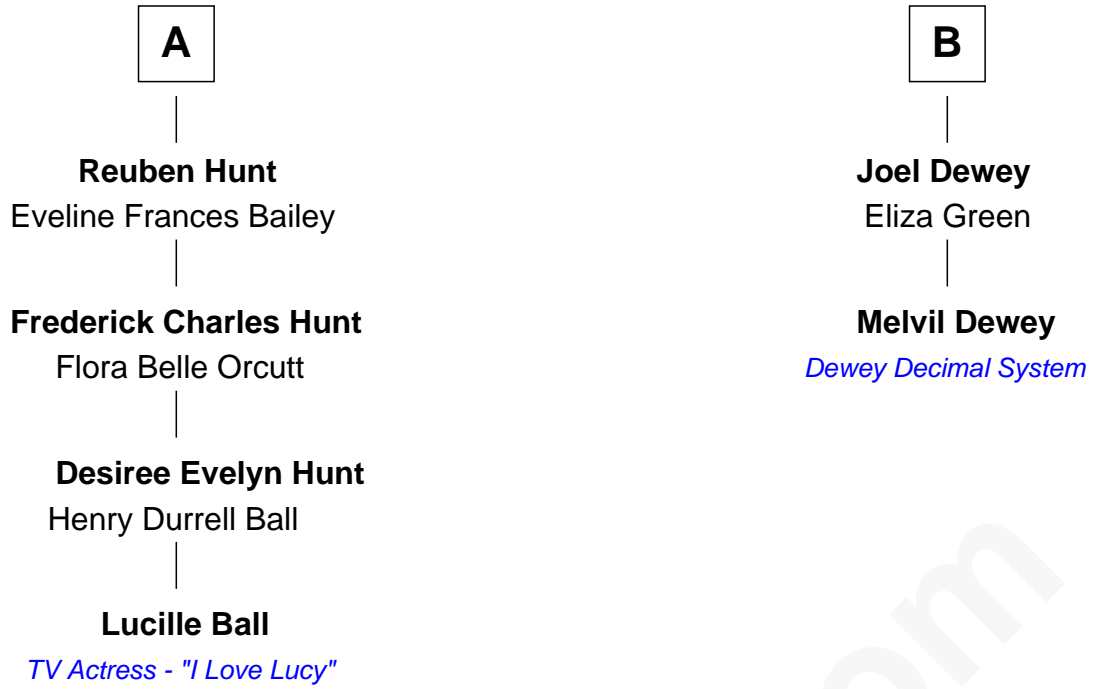 A
Reuben Hunt
Eveline Frances Bailey
Frederick Charles Hunt
Flora Belle Orcutt
Desiree Evelyn Hunt
Henry Durrell Ball
Lucille Ball
TV Actress - "I Love Lucy"
B
Joel Dewey
Eliza Green
Melvil Dewey
Dewey Decimal System
om